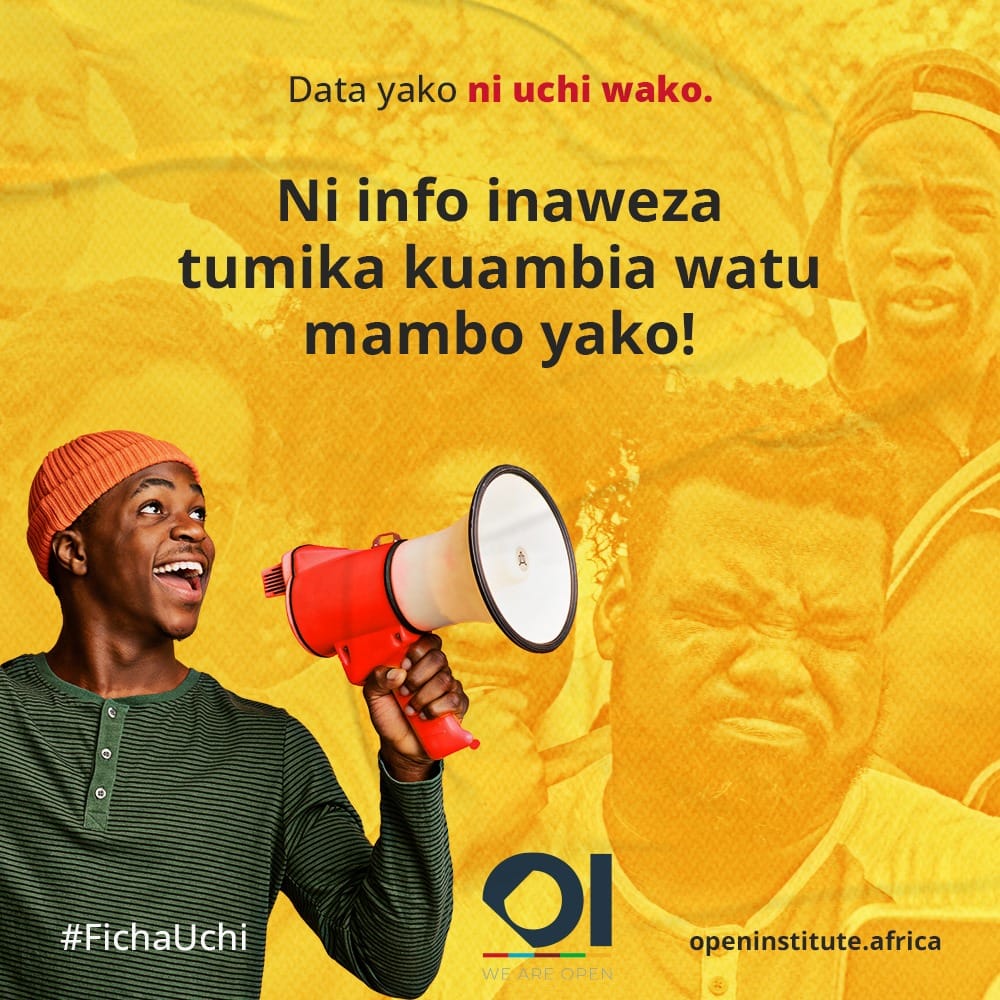 Data yako ni uchi wako.
Ni info inaweza
tumika kuambia watu
mambo yako!
#FichaUchi
OI
WE ARE OPEN
openinstitute.africa